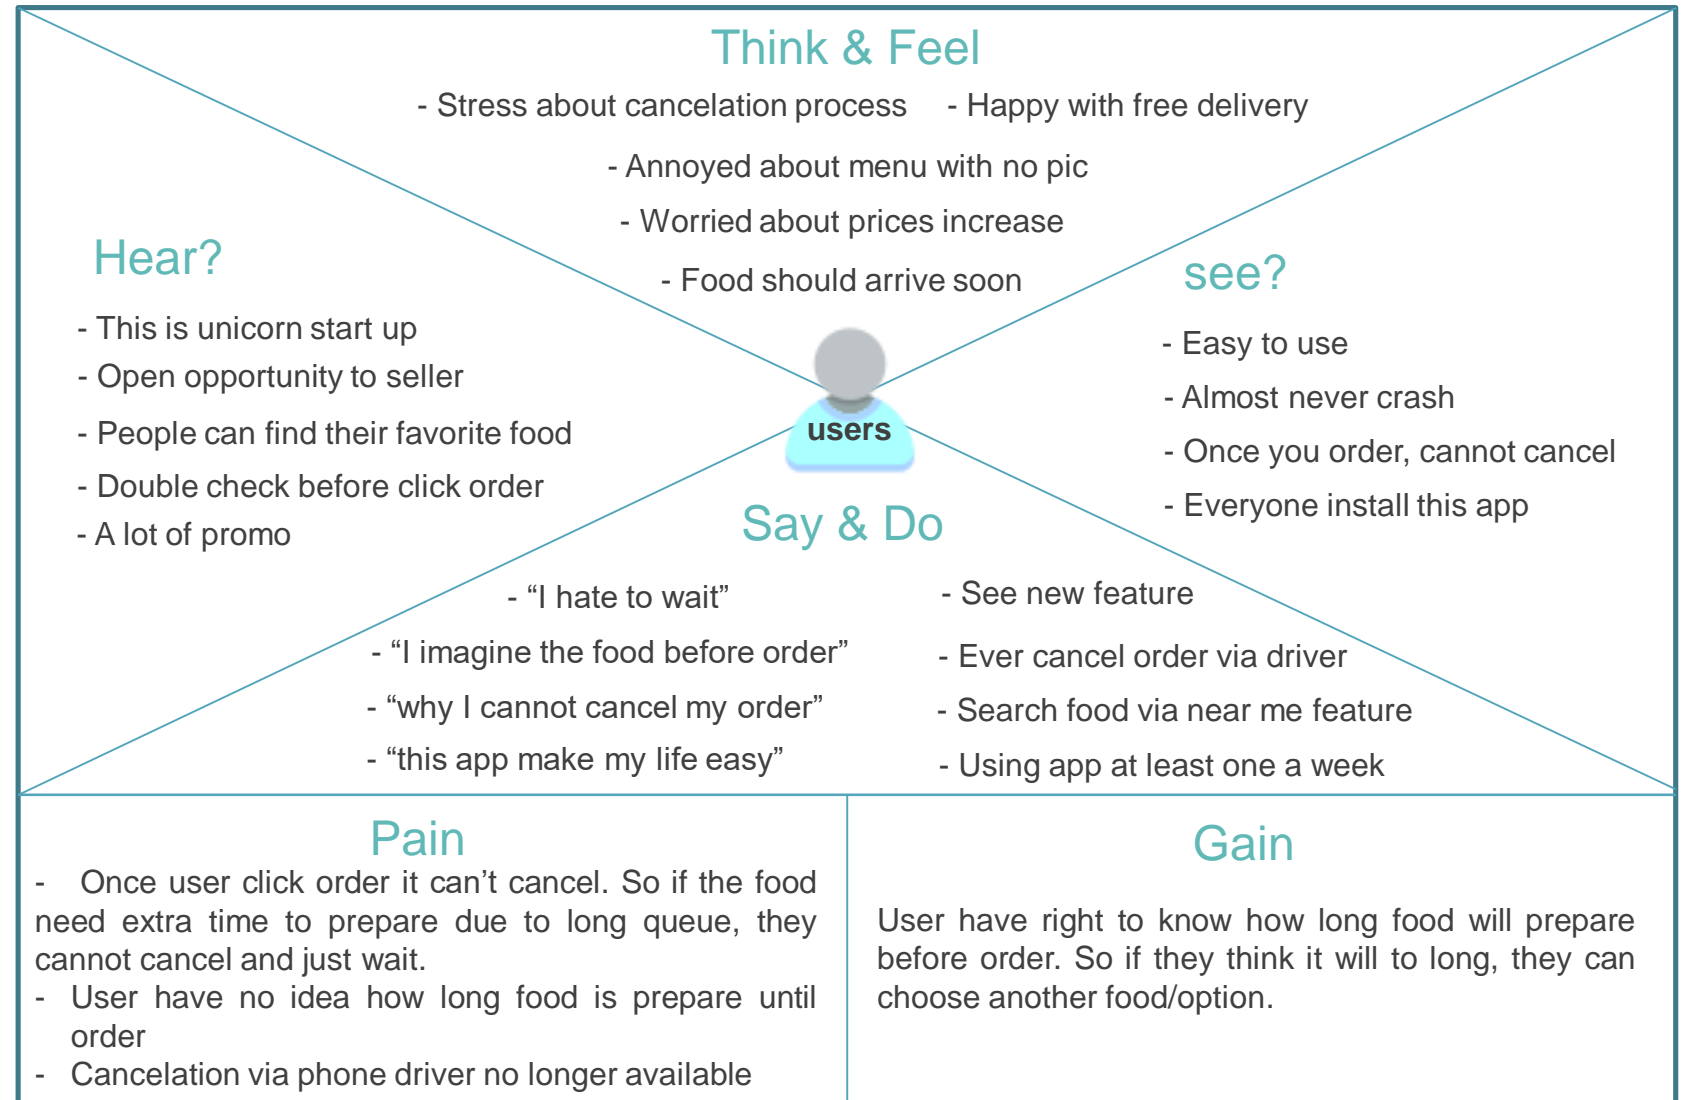 Think & Feel
- Stress about cancelation process
- Happy with free delivery
- Annoyed about menu with no pic
- Worried about prices increase
- Food should arrive soon
Hear?
- This is unicorn start up
- Open opportunity to seller
- People can find their favorite food
- Double check before click order
- A lot of promo
see?
- Easy to use
- Almost never crash
- Once you order, cannot cancel
- Everyone install this app
users
Say & Do
- “I hate to wait”
- “I imagine the food before order”
- “why I cannot cancel my order”
- “this app make my life easy”
- See new feature
- Ever cancel order via driver
- Search food via near me feature
- Using app at least one a week
Pain
- Once user click order it can’t cancel. So if the food
need extra time to prepare due to long queue, they
cannot cancel and just wait.
- User have no idea how long food is prepare until
order
- Cancelation via phone driver no longer available
Gain
User have right to know how long food will prepare
before order. So if they think it will to long, they can
choose another food/option.